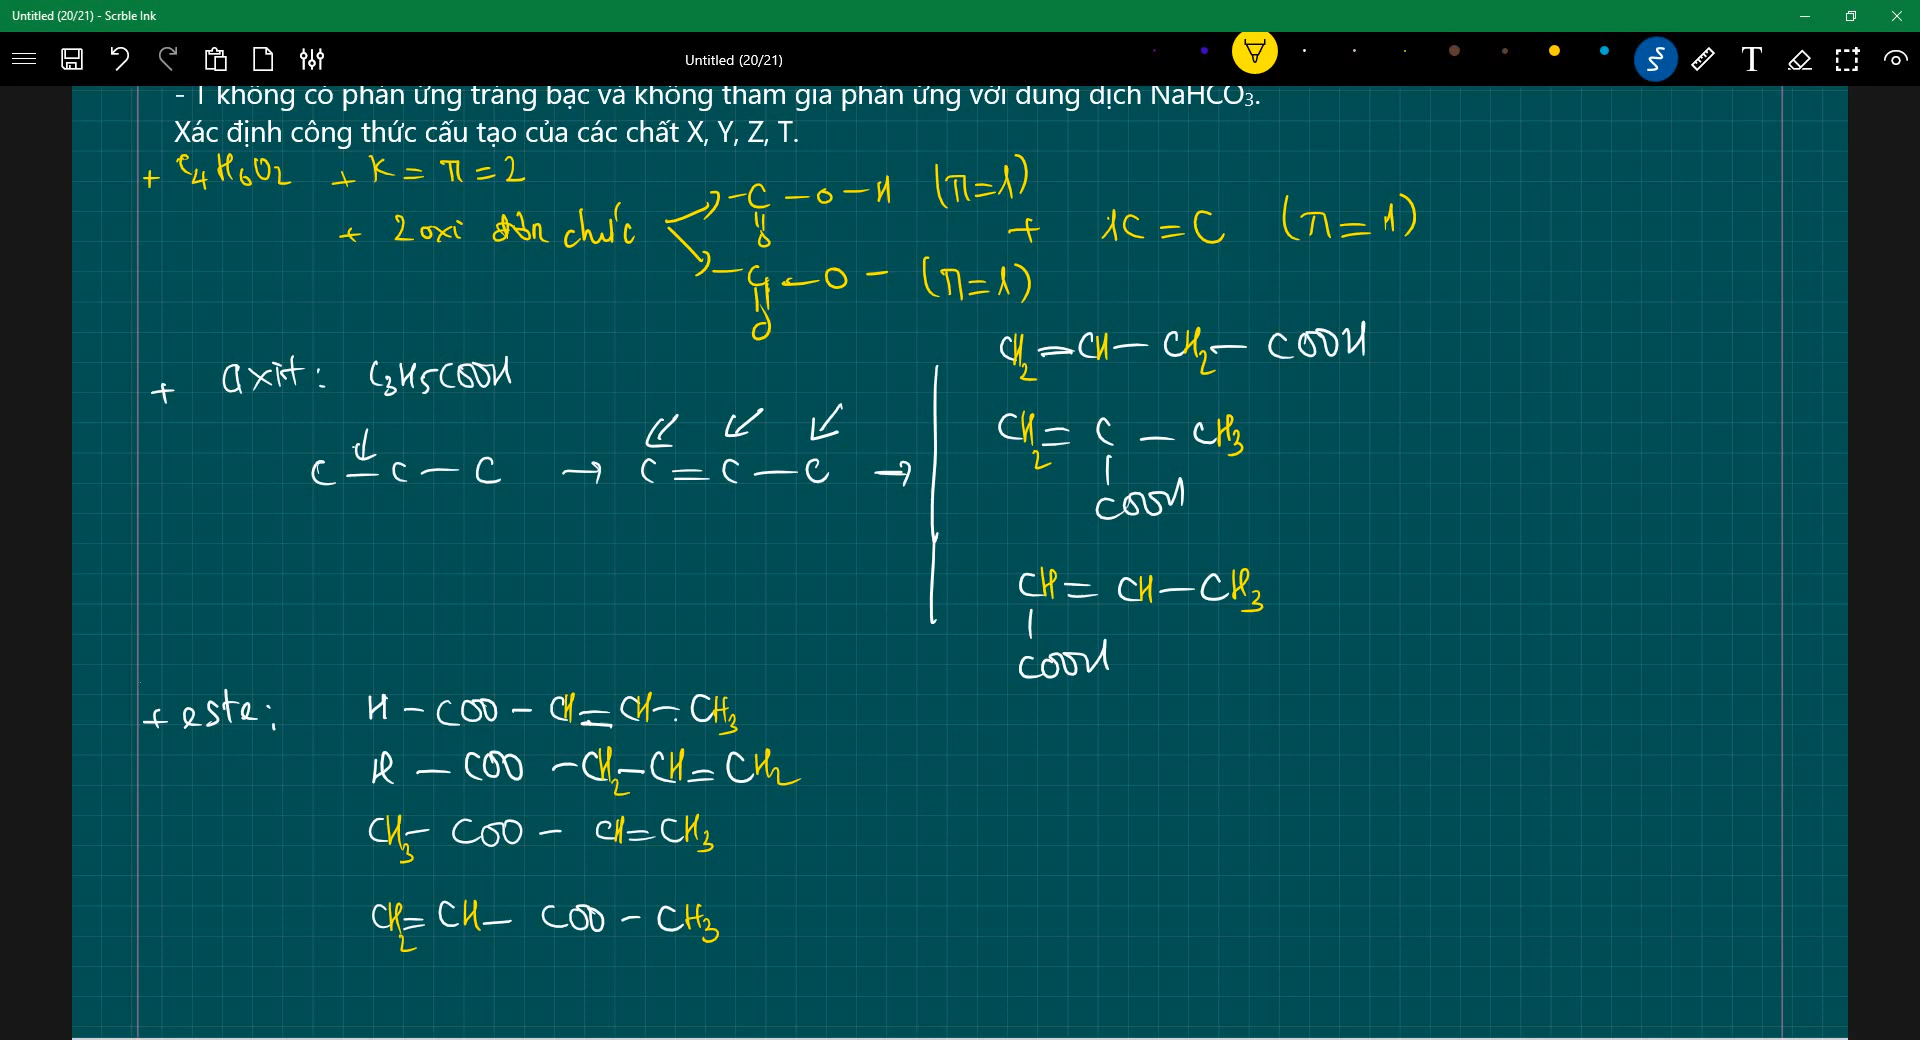 Untitled (20/21) - Scrble Ink
Untitled (20/21)
- T không có phản ứng tráng bạc và không tham gia phản ứng với dung dịch NaHCO₃.
Xác định công thức cấu tạo của các chất X, Y, Z, T.
+ C₄H₆O₂ + K = π = 2
+ 2 oxi đơn chức
- C - O - H (π = 1)
|| O
- C - O - (π = 1)
|| O
+ 1C = C (π = 1)
+ axit: C₃H₅COOH
C - C - C → C = C - C →
CH₂ = CH - CH₂ - COOH
CH₂ = C - CH₃
|
COOH
CH = CH - CH₃
|
COOH
+ este:
H - COO - CH = CH - CH₃
H - COO - CH₂ - CH = CH₂
CH₃ - COO - CH = CH₃
CH₂ = CH - COO - CH₃